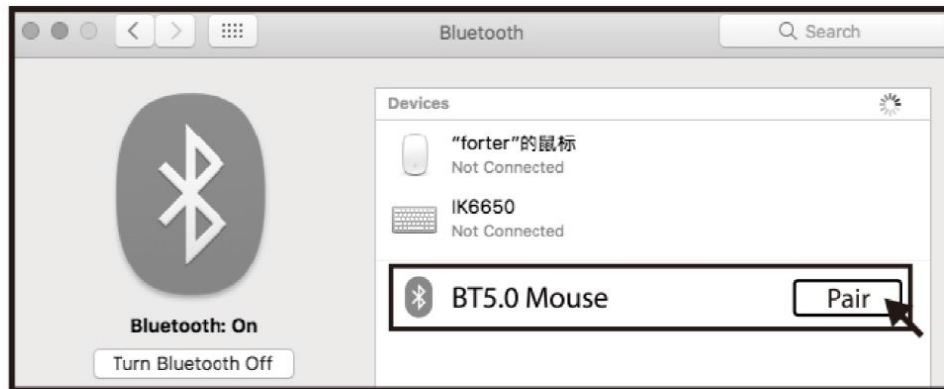 Bluetooth
Search
Devices
“forter”的鼠标
Not Connected
IK6650
Not Connected
BT5.0 Mouse
Pair
Bluetooth: On
Turn Bluetooth Off